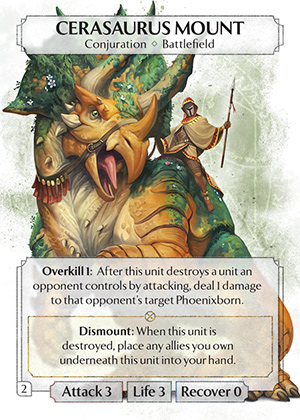 CERASAURUS MOUNT
Conjuration ⋄ Battlefield
Overkill 1: After this unit destroys a unit an
opponent controls by attacking, deal 1 damage
to that opponent's target Phoenixborn.
Dismount: When this unit is
destroyed, place any allies you own
underneath this unit into your hand.
2
Attack 3
Life 3
Recover 0